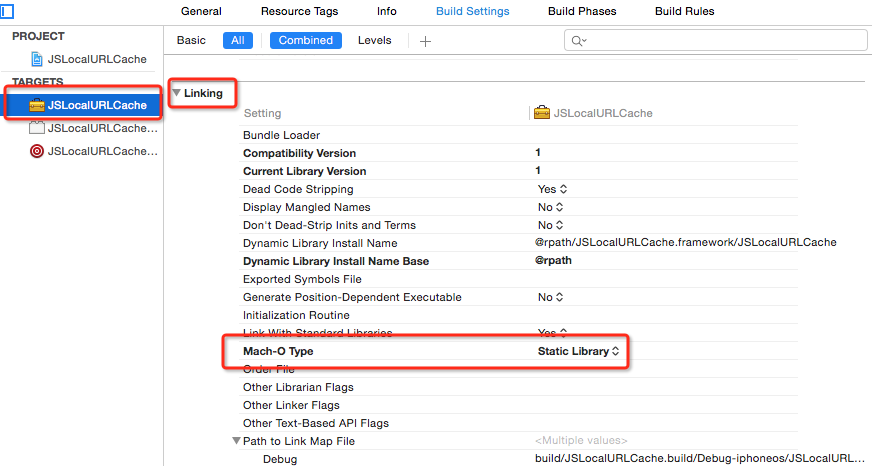 General Resource Tags Info Build Settings Build Phases Build Rules
PROJECT
JSLocalURLCache
TARGETS
JSLocalURLCache
JSLocalURLCache...
JSLocalURLCache...
Basic All Combined Levels +
Linking
Setting JSLocalURLCache
Bundle Loader
Compatibility Version 1
Current Library Version 1
Dead Code Stripping Yes
Display Mangled Names No
Don't Dead-Strip Inits and Terms No
Dynamic Library Install Name @rpath/JSLocalURLCache.framework/JSLocalURLCache
Dynamic Library Install Name Base @rpath
Exported Symbols File
Generate Position-Dependent Executable No
Initialization Routine
Link With Standard Libraries Yes
Mach-O Type Static Library
Order File
Other Librarian Flags
Other Linker Flags
Other Text-Based API Flags
Path to Link Map File <Multiple values>
Debug build/JSLocalURLCache.build/Debug-iphoneos/JSLocalURL...